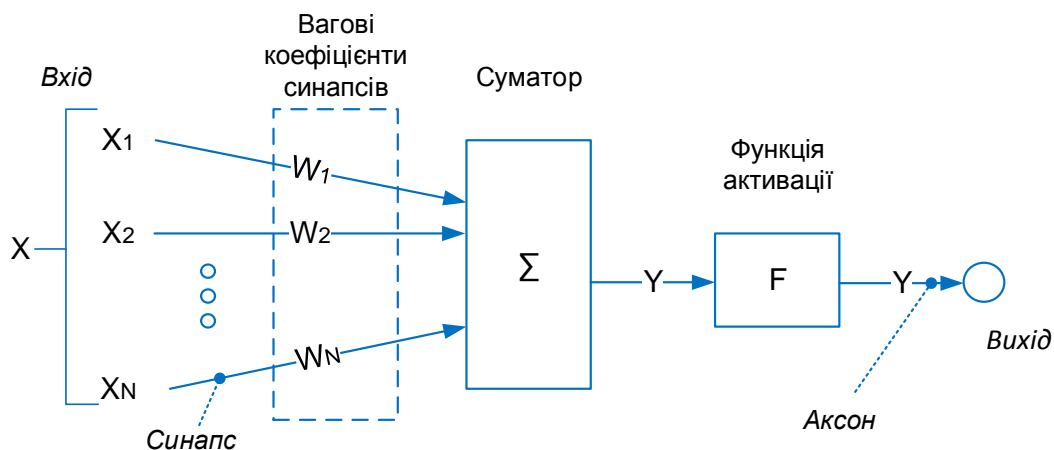 Вагові
коефіцієнти
синапсів
Вхід
Суматор
X1
W1
Функція
активації
X2
W2
X
Σ
Y
F
Y
Вихід
XN
WN
Аксон
Синапс